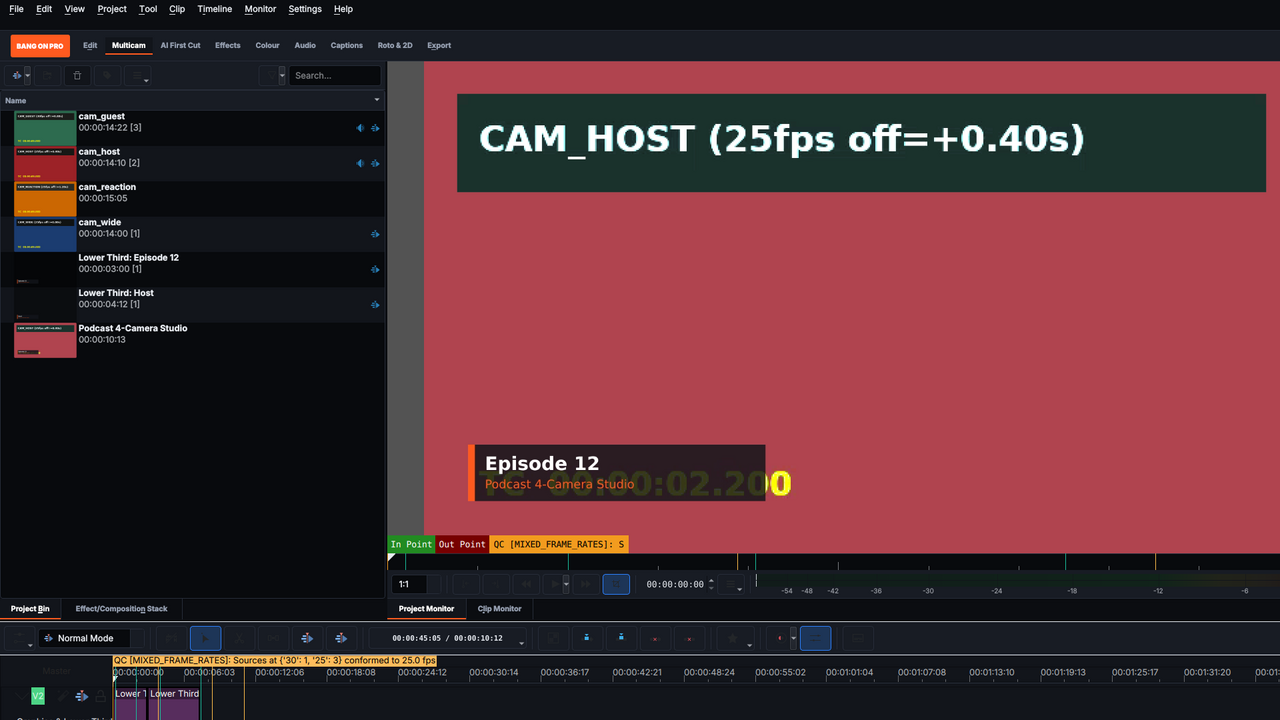 File Edit View Project Tool Clip Timeline Monitor Settings Help
BANG ON PRO Edit Multicam AI First Cut Effects Colour Audio Captions Roto & 2D Export
Search...
Name
cam_guest
00:00:14:22 [3]
cam_host
00:00:14:10 [2]
cam_reaction
00:00:15:05
cam_wide
00:00:14:00 [1]
Lower Third: Episode 12
00:00:03:00 [1]
Lower Third: Host
00:00:04:12 [1]
Podcast 4-Camera Studio
00:00:10:13
CAM_HOST (25fps off=+0.40s)
Episode 12
Podcast 4-Camera Studio
TC 00:00:02.200
In Point Out Point QC [MIXED_FRAME_RATES]: S
1:1 00:00:00:00
-54 -48 -42 -36 -30 -24 -18 -12 -6
Project Bin Effect/Composition Stack
Project Monitor Clip Monitor
Normal Mode 00:00:45:05 / 00:00:10:12
QC [MIXED_FRAME_RATES]: Sources at {'30': 1, '25': 3} conformed to 25.0 fps
Master
00:00:00:00 00:00:06:03 00:00:12:06 00:00:18:08 00:00:24:11 00:00:30:14 00:00:36:17 00:00:42:21 00:00:48:24 00:00:55:02 00:01:01:04 00:01:07:07 00:01:13:10 00:01:19:13 00:01:25:17 00:01:31:20
V2 Lower T Lower Third